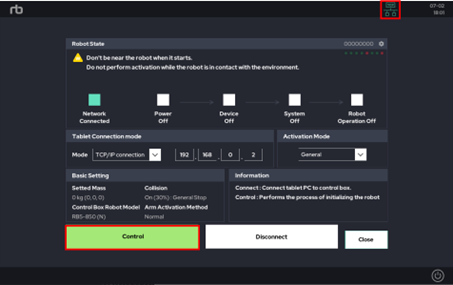 rb
07-02
18:01
Robot State
00000000
Don't be near the robot when it starts.
Do not perform activation while the robot is in contact with the environment.
Network
Connected
Power
Off
Device
Off
System
Off
Robot
Operation Off
Tablet Connection mode
Activation Mode
Mode TCP/IP connection 192 . 168 . 0 . 2
General
Basic Setting
Information
Setted Mass
Collision
0 kg (0, 0, 0)
On (30%) : General Stop
Control Box Robot Model
Arm Activation Method
RB5-850 (N)
Normal
Connect : Connect tablet PC to control box.
Control : Performs the process of initializing the robot
Control
Disconnect
Close